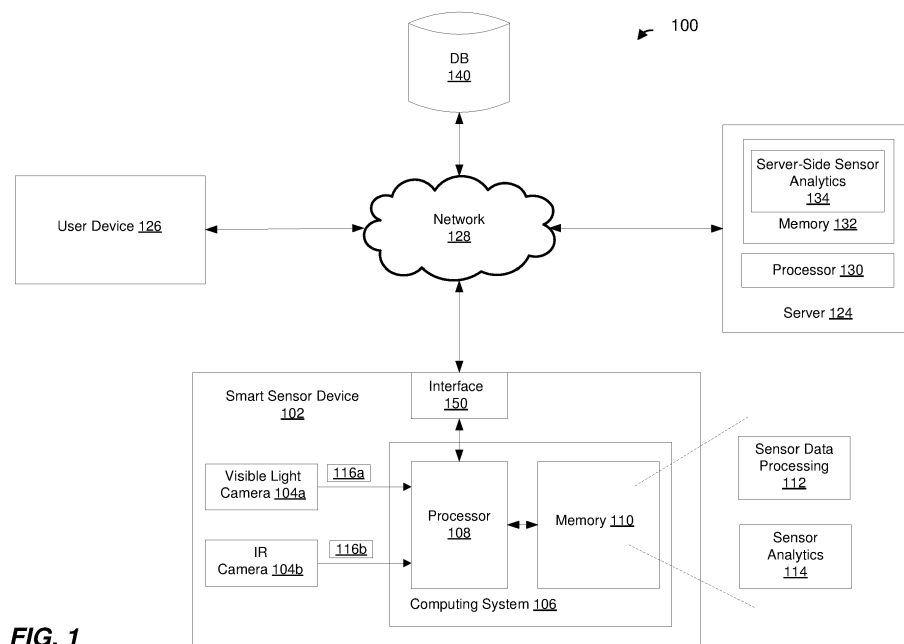 100
DB
140
Server-Side Sensor
Analytics
134
Memory 132
Processor 130
Server 124
User Device 126
Network
128
Interface
150
Smart Sensor Device
102
Visible Light
Camera 104a
116a
IR
Camera 104b
116b
Processor
108
Memory 110
Computing System 106
Sensor Data
Processing
112
Sensor
Analytics
114
FIG. 1